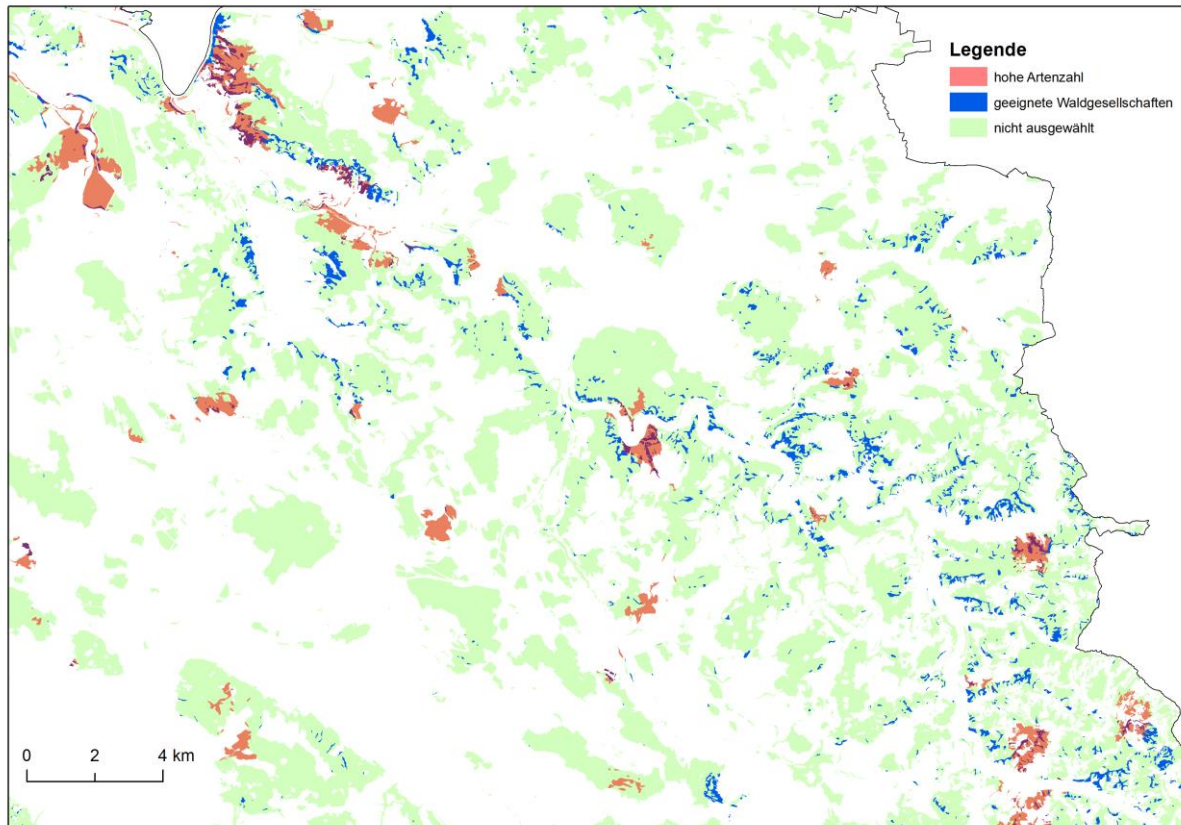 Legende
hohe Artenzahl
geeignete Waldgesellschaften
nicht ausgewählt
0 2 4 km